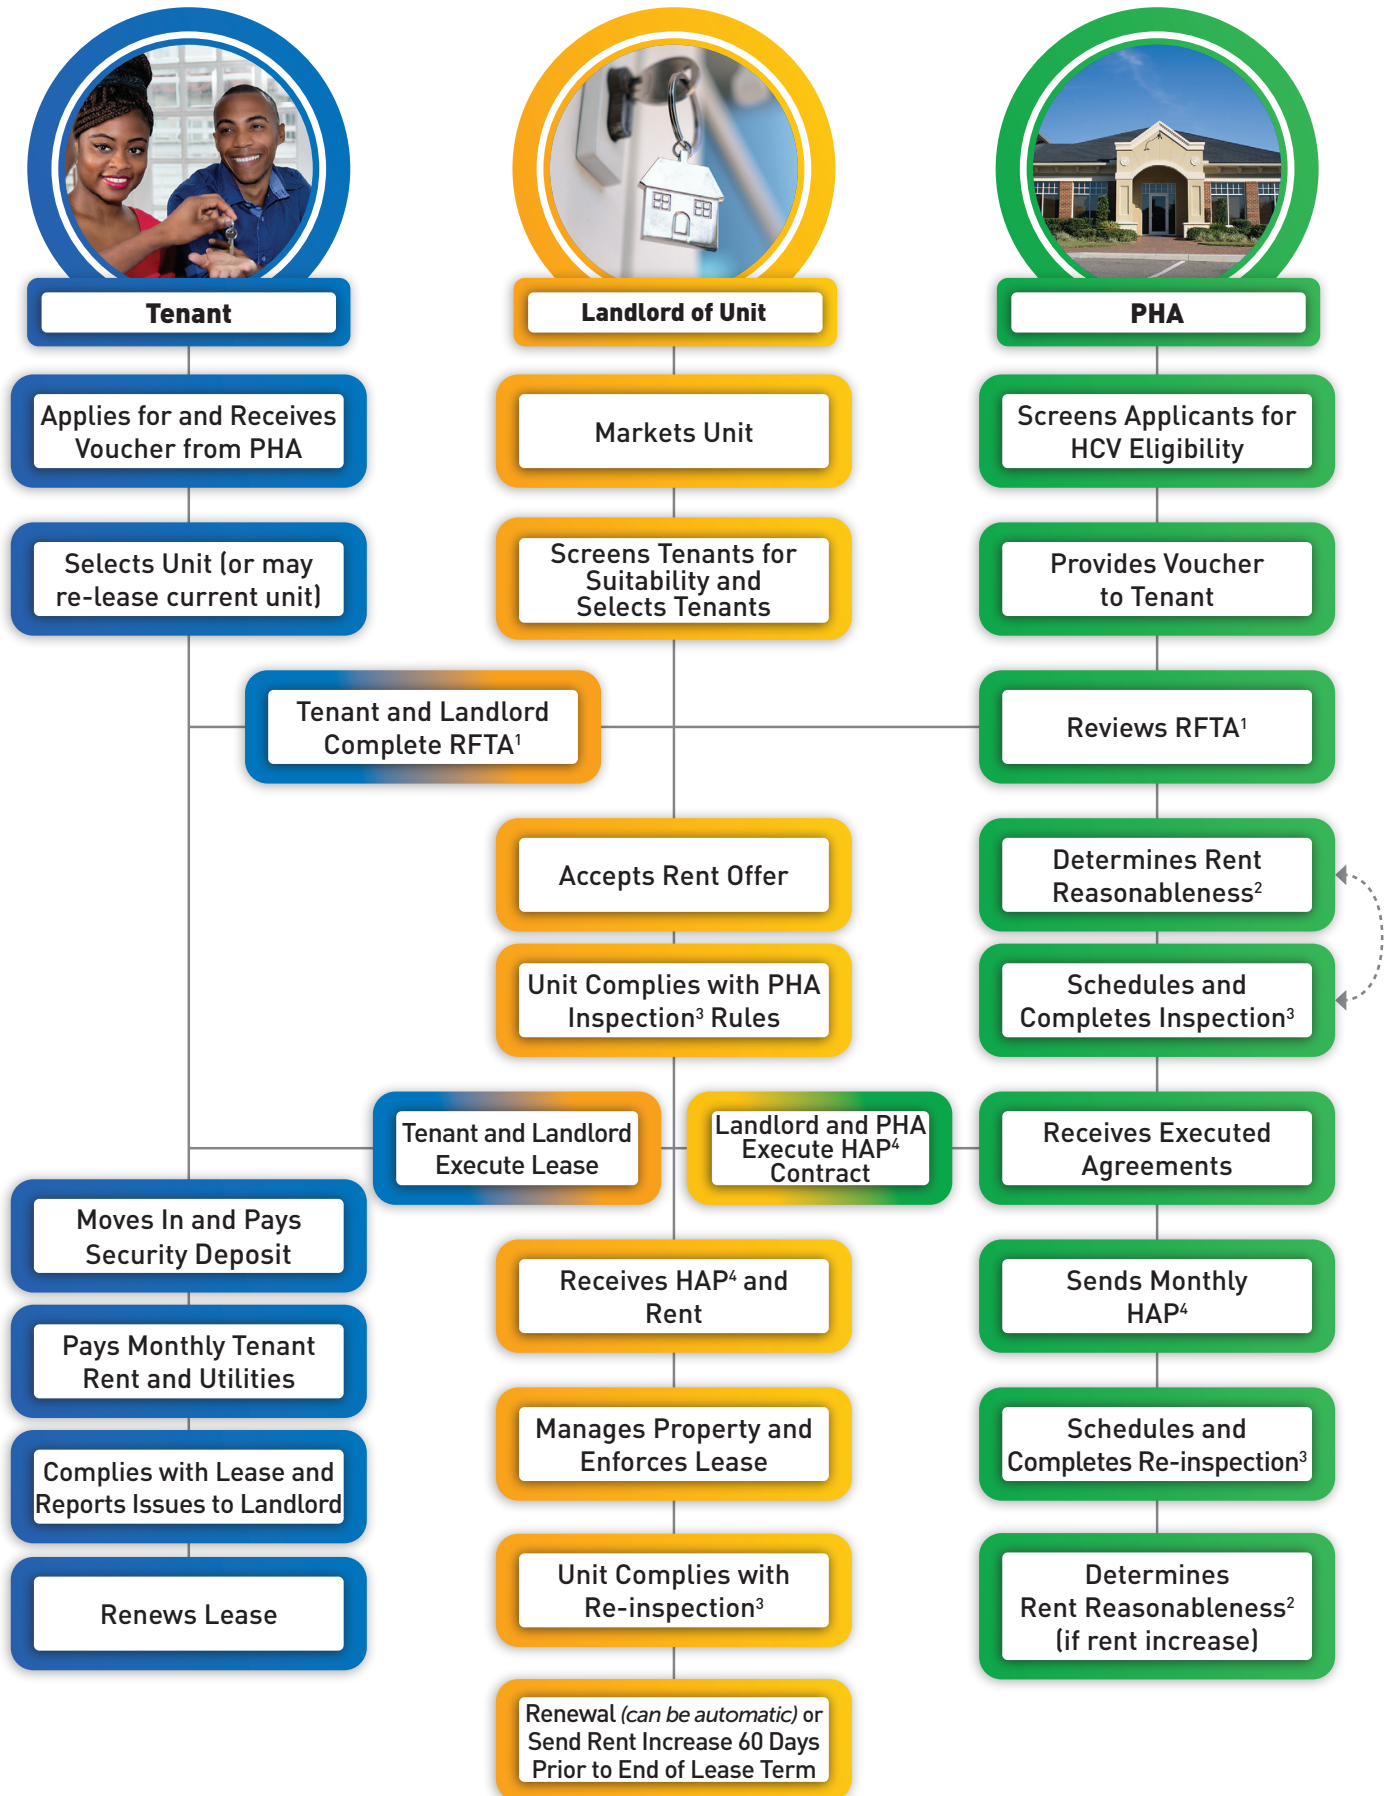 Tenant
Landlord of Unit
PHA
Applies for and Receives
Voucher from PHA
Markets Unit
Screens Applicants for
HCV Eligibility
Selects Unit (or may
re-lease current unit)
Screens Tenants for
Suitability and
Selects Tenants
Provides Voucher
to Tenant
Tenant and Landlord
Complete RFTA¹
Reviews RFTA¹
Accepts Rent Offer
Determines Rent
Reasonableness²
Unit Complies with PHA
Inspection³ Rules
Schedules and
Completes Inspection³
Tenant and Landlord
Execute Lease
Landlord and PHA
Execute HAP⁴
Contract
Receives Executed
Agreements
Moves In and Pays
Security Deposit
Receives HAP⁴ and
Rent
Sends Monthly
HAP⁴
Pays Monthly Tenant
Rent and Utilities
Manages Property and
Enforces Lease
Schedules and
Completes Re-inspection³
Complies with Lease and
Reports Issues to Landlord
Unit Complies with
Re-inspection³
Determines
Rent Reasonableness²
(if rent increase)
Renews Lease
Renewal (can be automatic) or
Send Rent Increase 60 Days
Prior to End of Lease Term